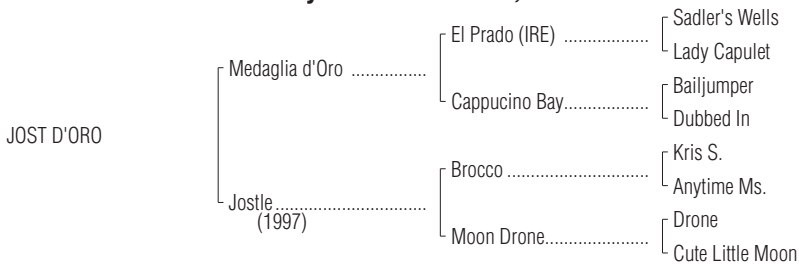 Sadler's Wells
El Prado (IRE) ..................
Lady Capulet
Medaglia d'Oro ................
Bailjumper
Cappucino Bay..................
Dubbed In
JOST D'ORO
Kris S.
Brocco ..............................
Anytime Ms.
Jostle ................................
(1997)
Drone
Moon Drone......................
Cute Little Moon